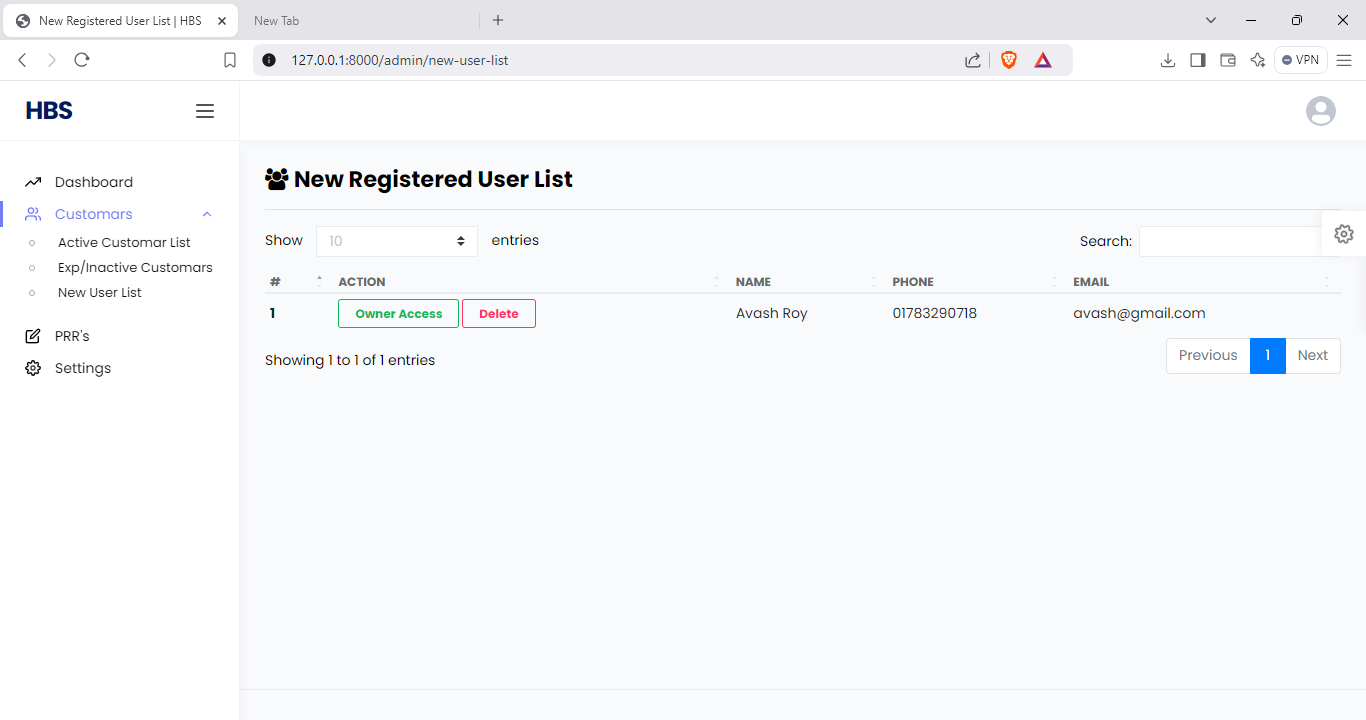 New Registered User List | HBS
New Tab
127.0.0.1:8000/admin/new-user-list
VPN
HBS
Dashboard
Customars
Active Customar List
Exp/Inactive Customars
New User List
PRR's
Settings
New Registered User List
Show 10 entries
Search:
# ACTION NAME PHONE EMAIL
1 Owner Access Delete Avash Roy 01783290718 avash@gmail.com
Showing 1 to 1 of 1 entries
Previous 1 Next